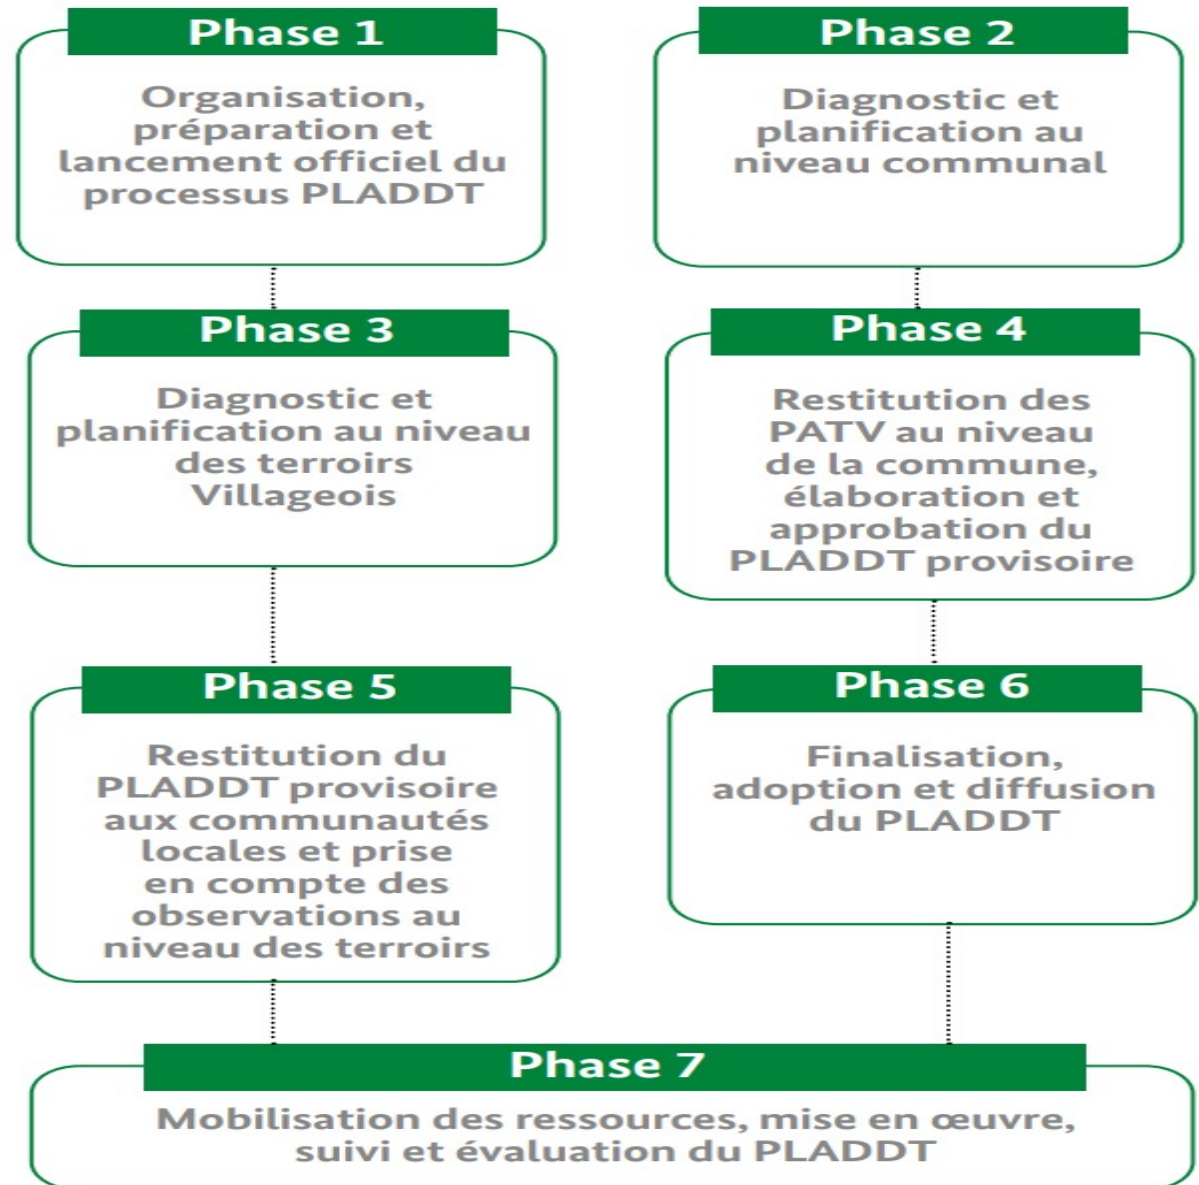 Phase 1
Organisation,
préparation et
lancement officiel du
processus PLADDT
Phase 2
Diagnostic et
planification au
niveau communal
Phase 3
Diagnostic et
planification au niveau
des terroirs
Villageois
Phase 4
Restitution des
PATV au niveau
de la commune,
élaboration et
approbation du
PLADDT provisoire
Phase 5
Restitution du
PLADDT provisoire
aux communautés
locales et prise
en compte des
observations au
niveau des terroirs
Phase 6
Finalisation,
adoption et diffusion
du PLADDT
Phase 7
Mobilisation des ressources, mise en œuvre,
suivi et évaluation du PLADDT